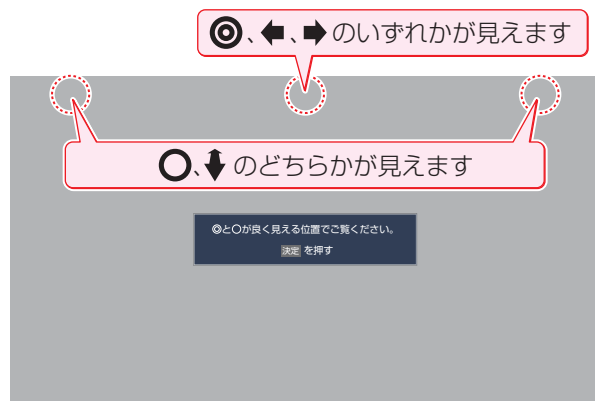 ◎、←、→のいずれかが見えます
○、↕のどちらかが見えます
◎と○が良く見える位置でご覧ください。
決定 を押す